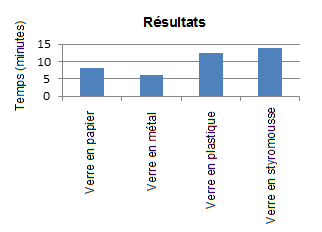 Résultats
Temps (minutes)
15
10
5
0
Verre en papier
Verre en métal
Verre en plastique
Verre en styromousse